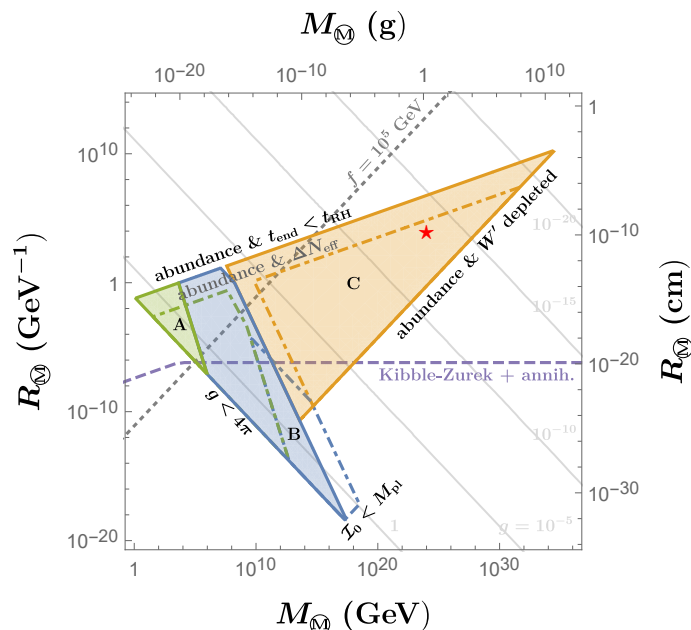 M_Ⓜ (g)
10^-20 10^-10 1 10^10
R_Ⓜ (GeV^-1)
10^10
1
10^-10
10^-20
f = 10^5 GeV
abundance & t_end < t_RH
abundance & ΔN_eff
abundance & W′ depleted
A
B
C
g < 4π
Kibble-Zurek + annih.
I_0 < M_pl
10^-20
10^-15
10^-10
g = 10^-5
1
1
10^-10
10^-20
10^-30
R_Ⓜ (cm)
1 10^10 10^20 10^30
M_Ⓜ (GeV)